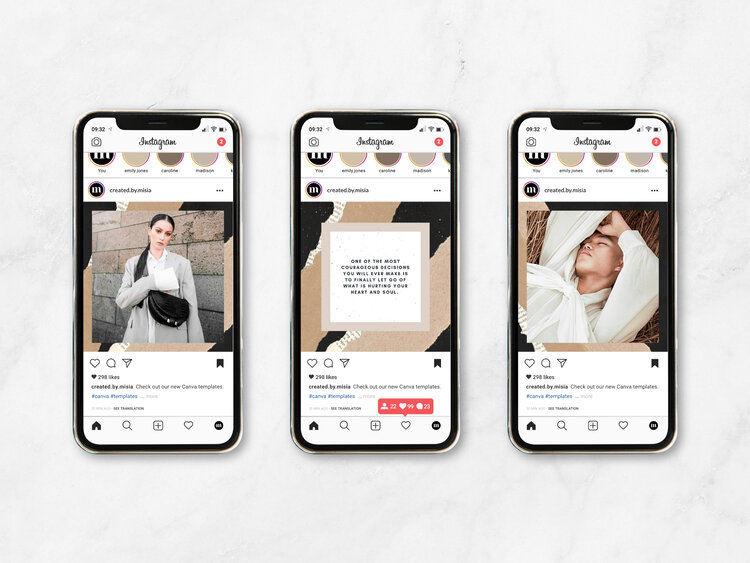 09:32
Instagram
2
m
You
emily jones
caroline
madison
k
m
created.by.misia
298 likes
created.by.misia Check out our new Canva templates.
#canva #templates ... more
SEE TRANSLATION
m
09:32
Instagram
2
m
You
emily jones
caroline
madison
k
m
created.by.misia
ONE OF THE MOST
COURAGEOUS DECISIONS
YOU WILL EVER MAKE IS
TO FINALLY LET GO OF
WHAT IS HURTING YOUR
HEART AND SOUL.
298 likes
created.by.misia Check out our new Canva templates.
#canva #templates ... more
SEE TRANSLATION
22 99 23
m
09:32
Instagram
2
m
You
emily jones
caroline
madison
k
m
created.by.misia
298 likes
created.by.misia Check out our new Canva templates.
#canva #templates ... more
SEE TRANSLATION
m